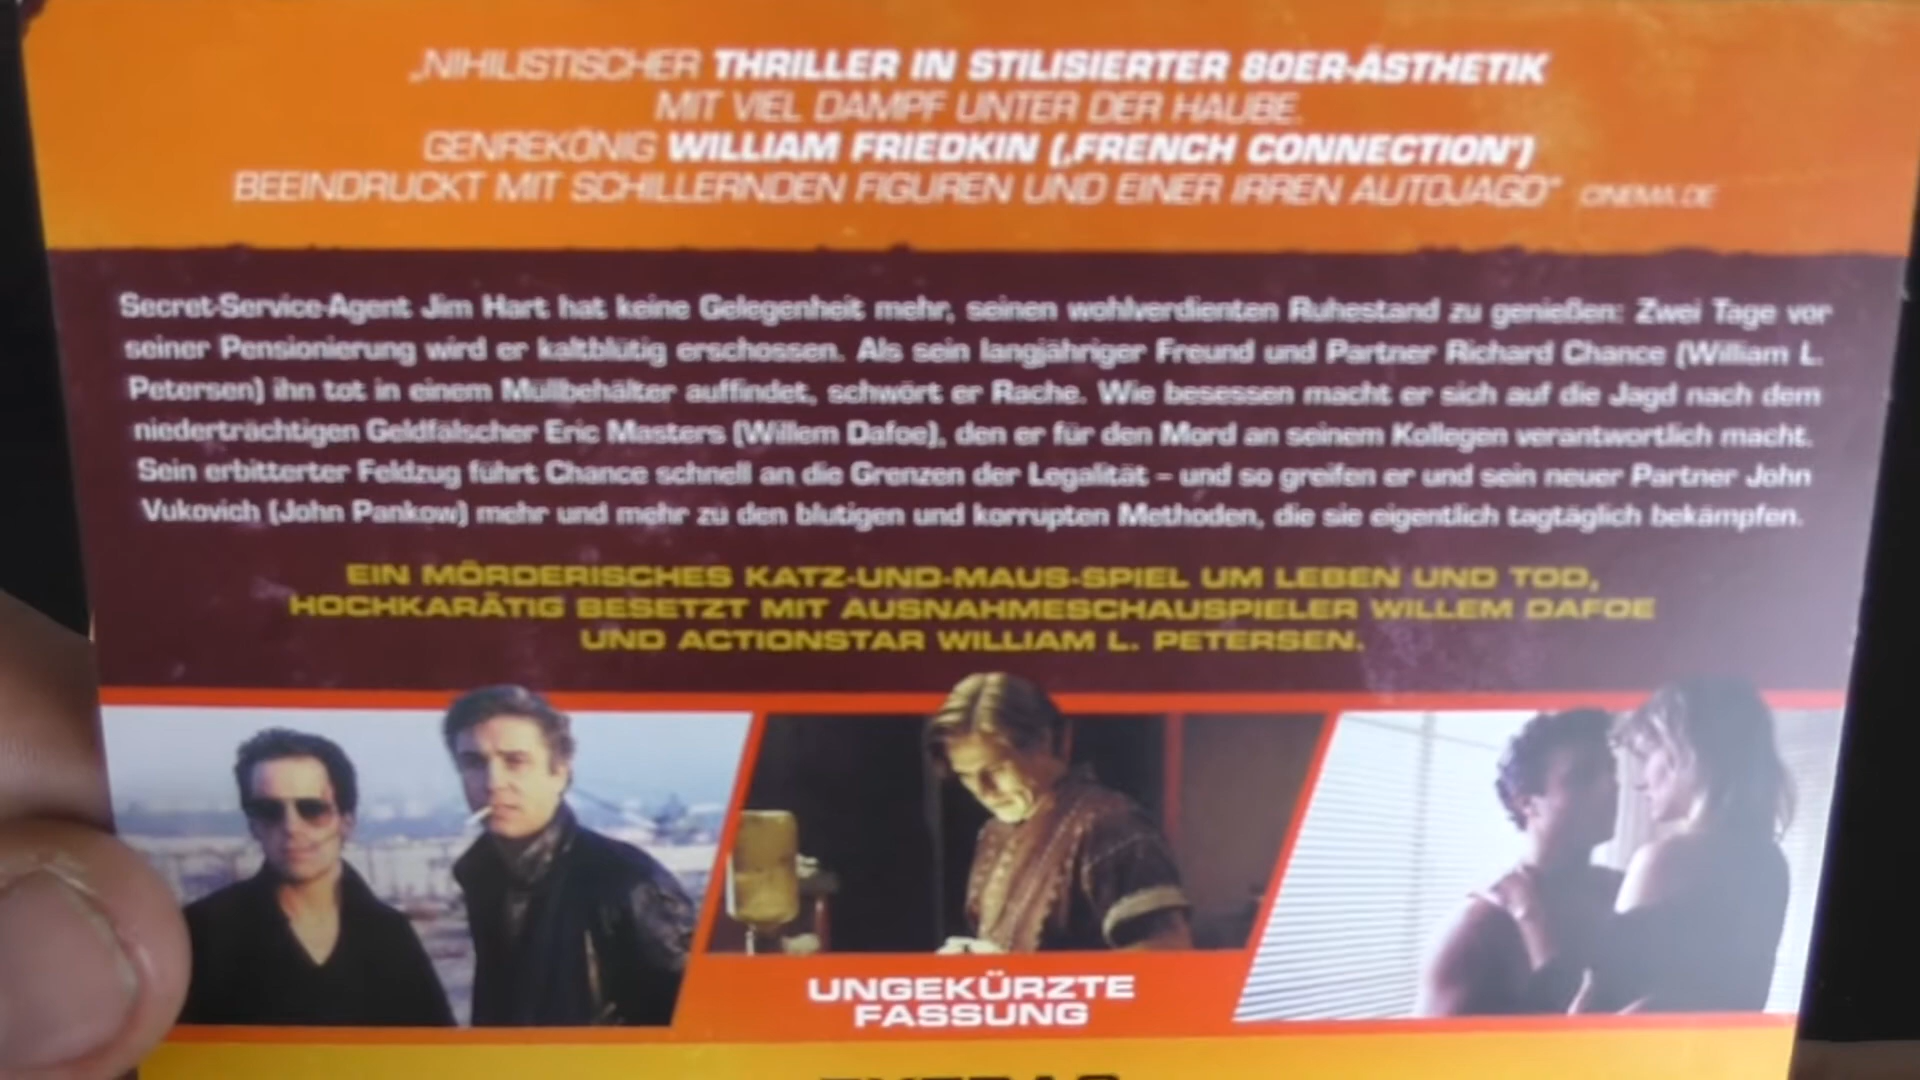 „NIHILISTISCHER THRILLER IN STILISIERTER 80ER-ÄSTHETIK
MIT VIEL DAMPF UNTER DER HAUBE.
GENREKÖNIG WILLIAM FRIEDKIN (‚FRENCH CONNECTION‘)
BEEINDRUCKT MIT SCHILLERNDEN FIGUREN UND EINER IRREN AUTOJAGD“ CINEMA.DE
Secret-Service-Agent Jim Hart hat keine Gelegenheit mehr, seinen wohlverdienten Ruhestand zu genießen: Zwei Tage vor
seiner Pensionierung wird er kaltblütig erschossen. Als sein langjähriger Freund und Partner Richard Chance (William L.
Petersen) ihn tot in einem Müllbehälter auffindet, schwört er Rache. Wie besessen macht er sich auf die Jagd nach dem
niederträchtigen Geldfälscher Eric Masters (Willem Dafoe), den er für den Mord an seinem Kollegen verantwortlich macht.
Sein erbitterter Feldzug führt Chance schnell an die Grenzen der Legalität – und so greifen er und sein neuer Partner John
Vukovich (John Pankow) mehr und mehr zu den blutigen und korrupten Methoden, die sie eigentlich tagtäglich bekämpfen.
EIN MÖRDERISCHES KATZ-UND-MAUS-SPIEL UM LEBEN UND TOD,
HOCHKARÄTIG BESETZT MIT AUSNAHMESCHAUSPIELER WILLEM DAFOE
UND ACTIONSTAR WILLIAM L. PETERSEN.
UNGEKÜRZTE
FASSUNG